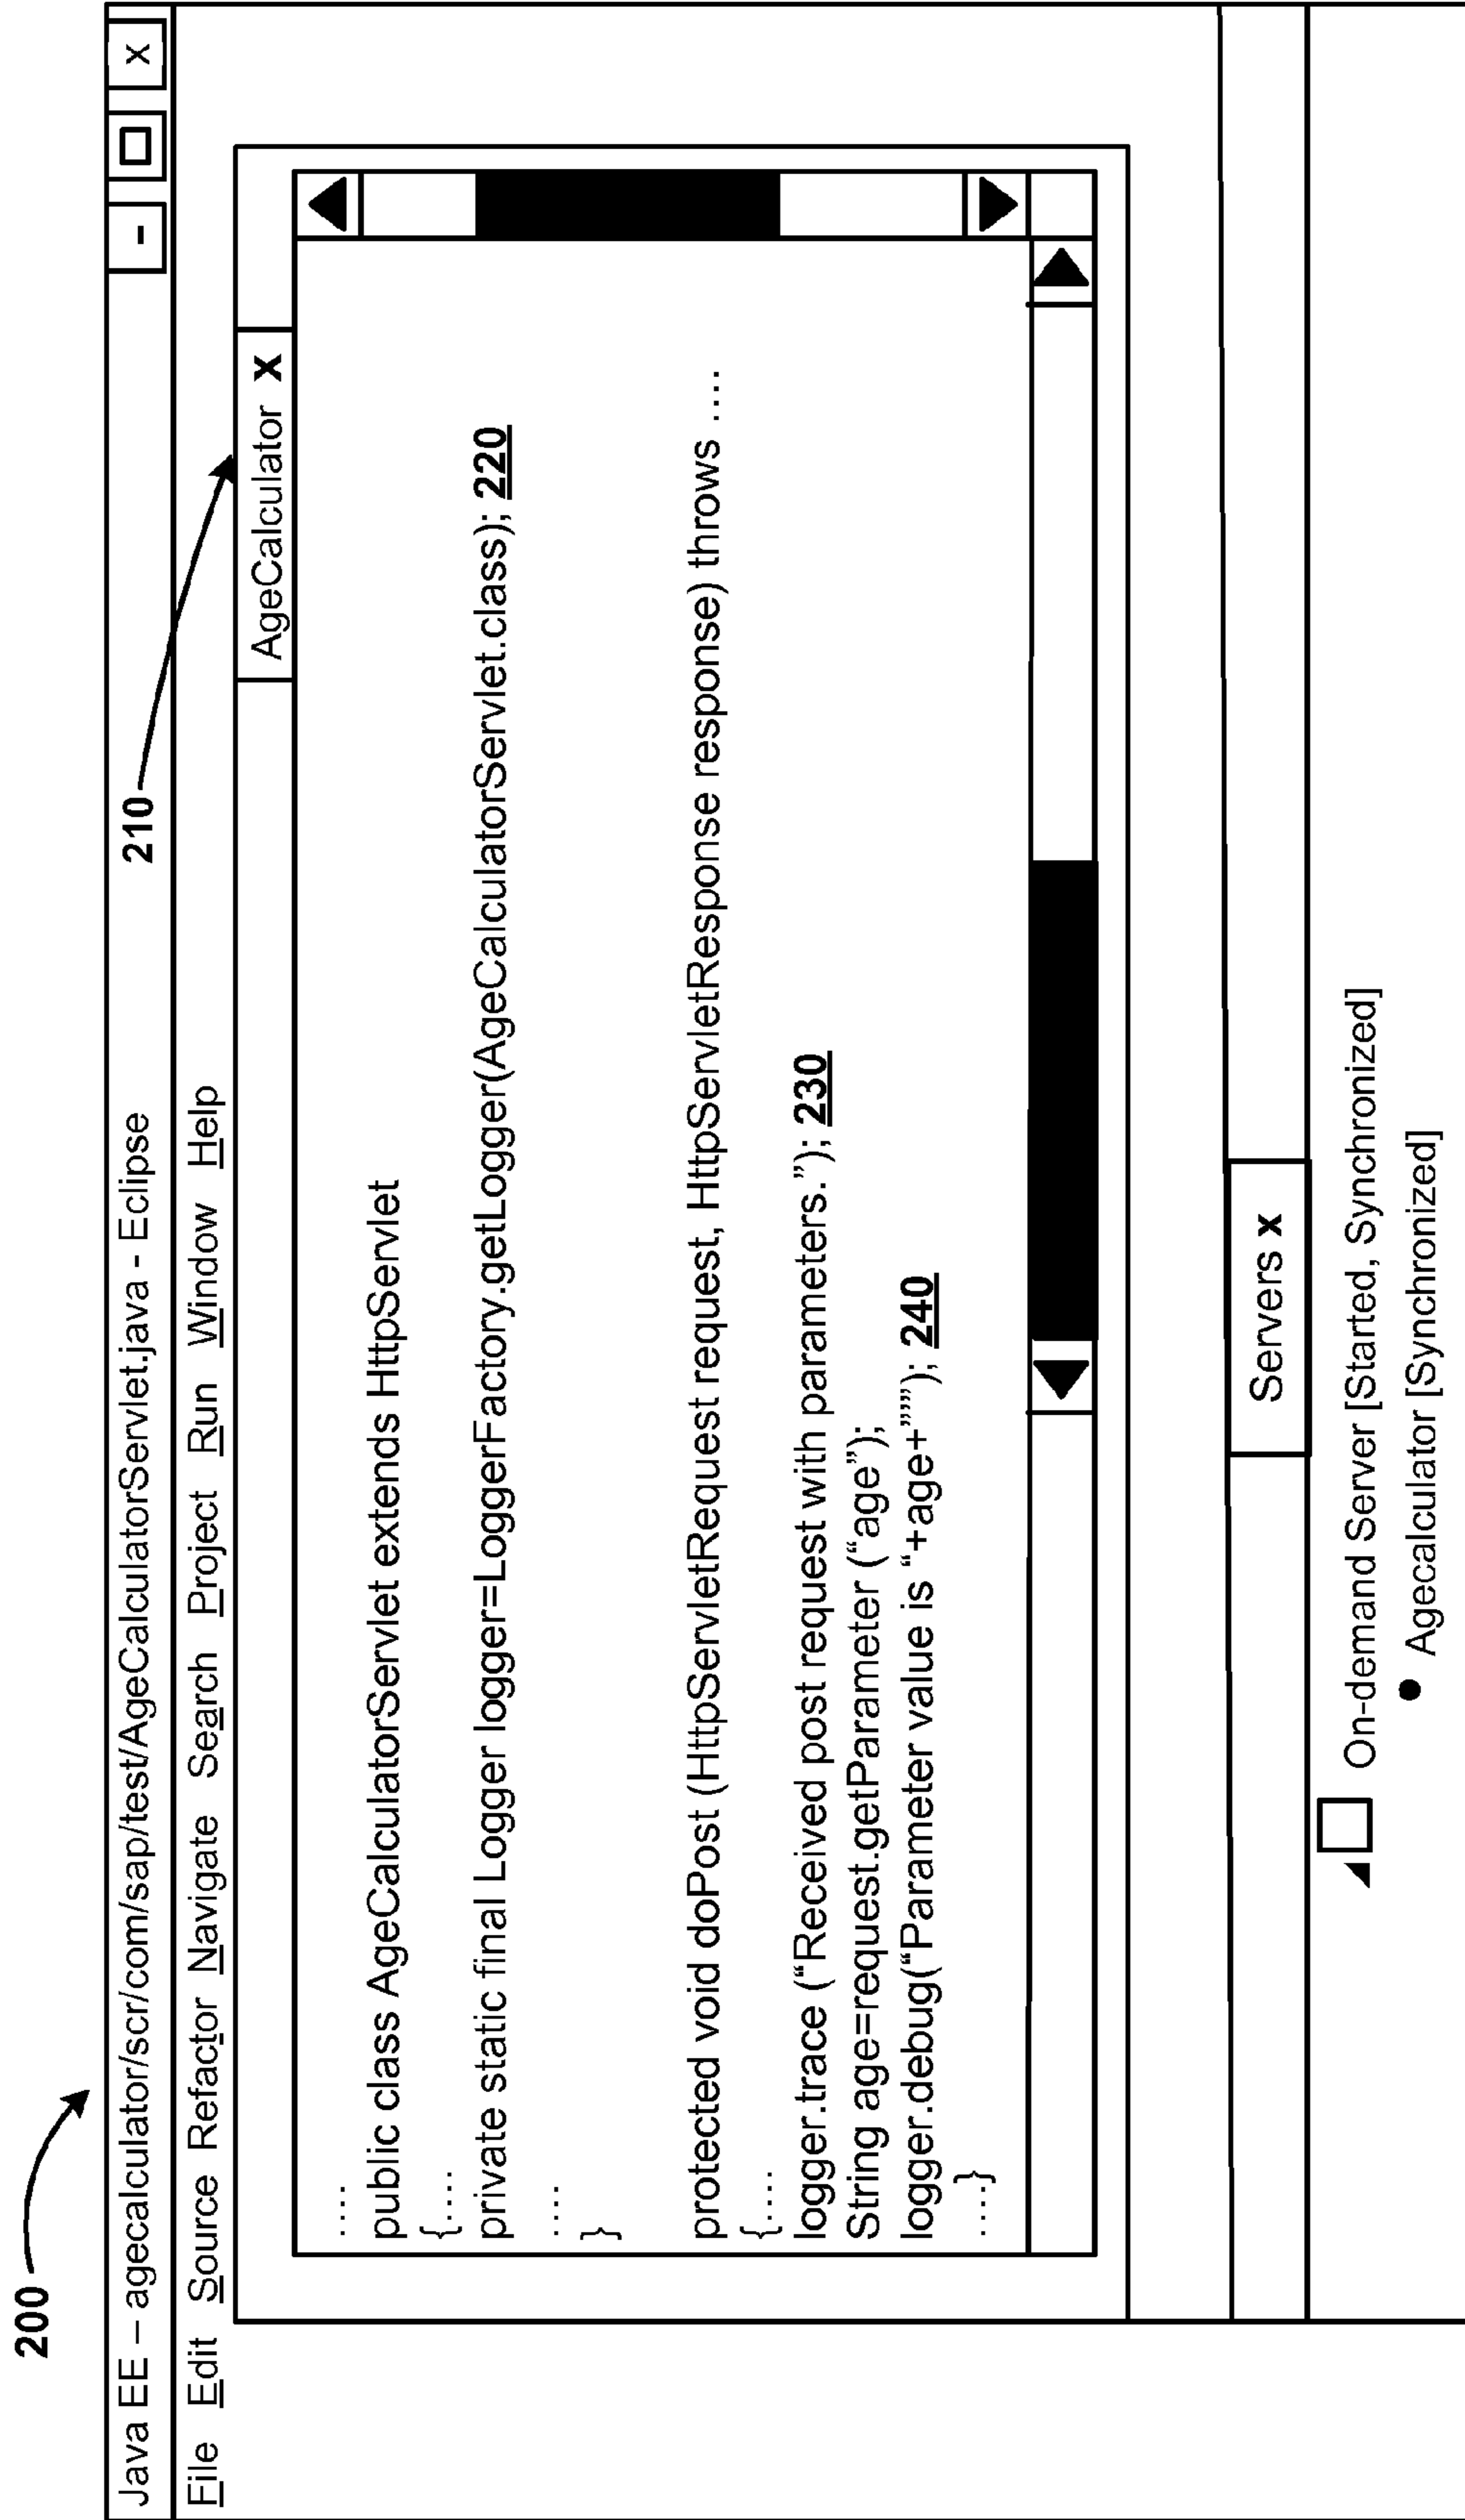 200
Java EE – agecalculator/scr/com/sap/test/AgeCalculatorServlet.java - Eclipse
210
File Edit Source Refactor Navigate Search Project Run Window Help
AgeCalculator x
....
public class AgeCalculatorServlet extends HttpServlet
{....
private static final Logger logger=LoggerFactory.getLogger(AgeCalculatorServlet.class); 220
....
}
protected void doPost (HttpServletRequest request, HttpServletResponse response) throws ....
{....
logger.trace (“Received post request with parameters.”); 230
String age=request.getParameter (“age”);
logger.debug(“Parameter value is “+age+”””); 240
....}
Servers x
On-demand Server [Started, Synchronized]
• Agecalculator [Synchronized]